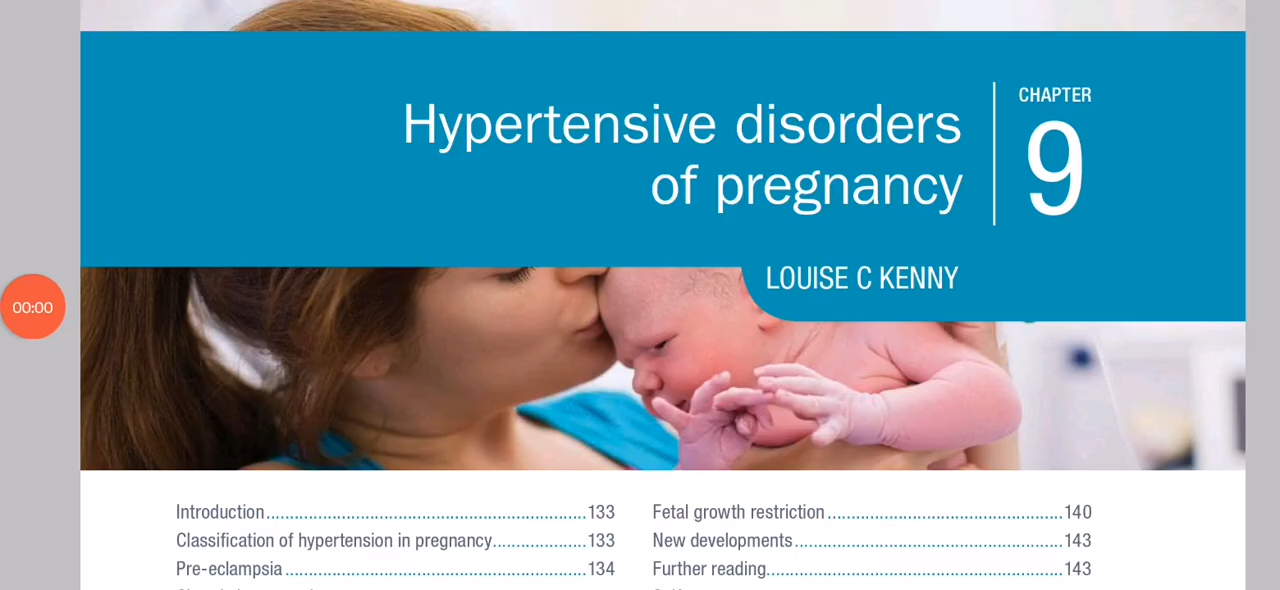 Hypertensive disorders
of pregnancy
CHAPTER
9
LOUISE C KENNY
00:00
Introduction....................................................................133
Classification of hypertension in pregnancy....................133
Pre-eclampsia................................................................134
Fetal growth restriction..................................................140
New developments.........................................................143
Further reading..............................................................143